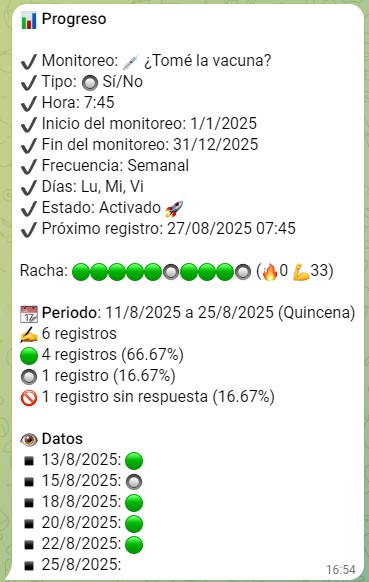 📊 Progreso
✔ Monitoreo: 💉 ¿Tomé la vacuna?
✔ Tipo: 🔘 Sí/No
✔ Hora: 7:45
✔ Inicio del monitoreo: 1/1/2025
✔ Fin del monitoreo: 31/12/2025
✔ Frecuencia: Semanal
✔ Días: Lu, Mi, Vi
✔ Estado: Activado 🚀
✔ Próximo registro: 27/08/2025 07:45
Racha: 🟢🟢🟢🟢🟢🔘🟢🟢🟢🔘 (🔥0 💪33)
📆 Periodo: 11/8/2025 a 25/8/2025 (Quincena)
✍ 6 registros
🟢 4 registros (66.67%)
🔘 1 registro (16.67%)
🚫 1 registro sin respuesta (16.67%)
👁 Datos
▪ 13/8/2025: 🟢
▪ 15/8/2025: 🔘
▪ 18/8/2025: 🟢
▪ 20/8/2025: 🟢
▪ 22/8/2025: 🟢
▪ 25/8/2025:
16:54